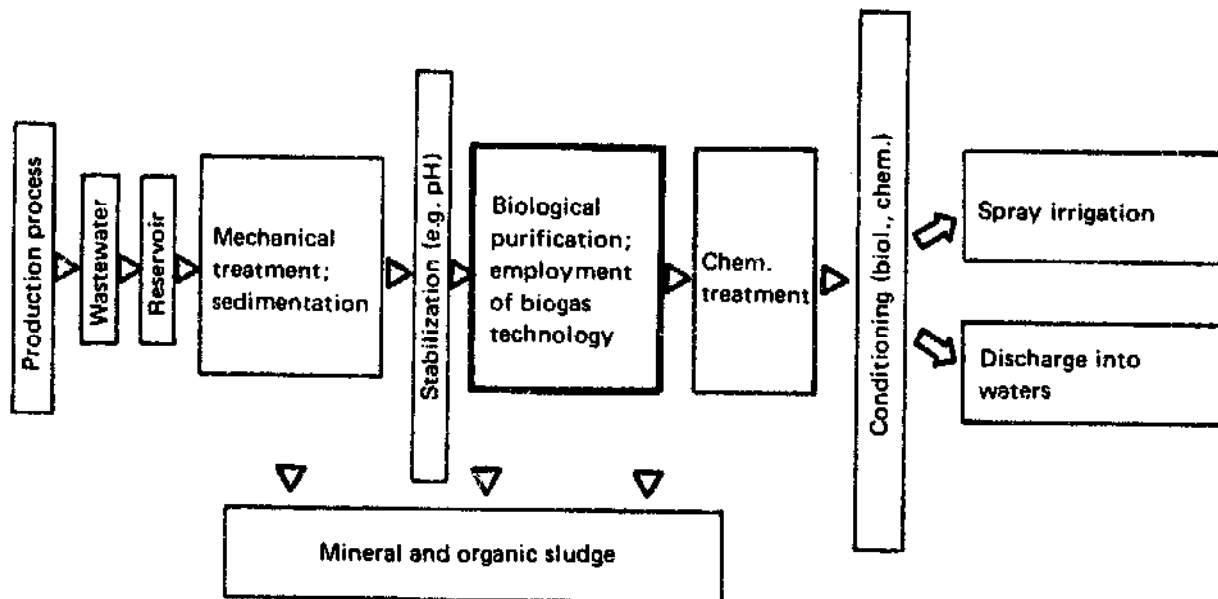 Production process
Wastewater
Reservoir
Mechanical
treatment;
sedimentation
Stabilization (e.g. pH)
Biological
purification;
employment
of biogas
technology
Chem.
treatment
Conditioning (biol., chem.)
Spray irrigation
Discharge into
waters
Mineral and organic sludge